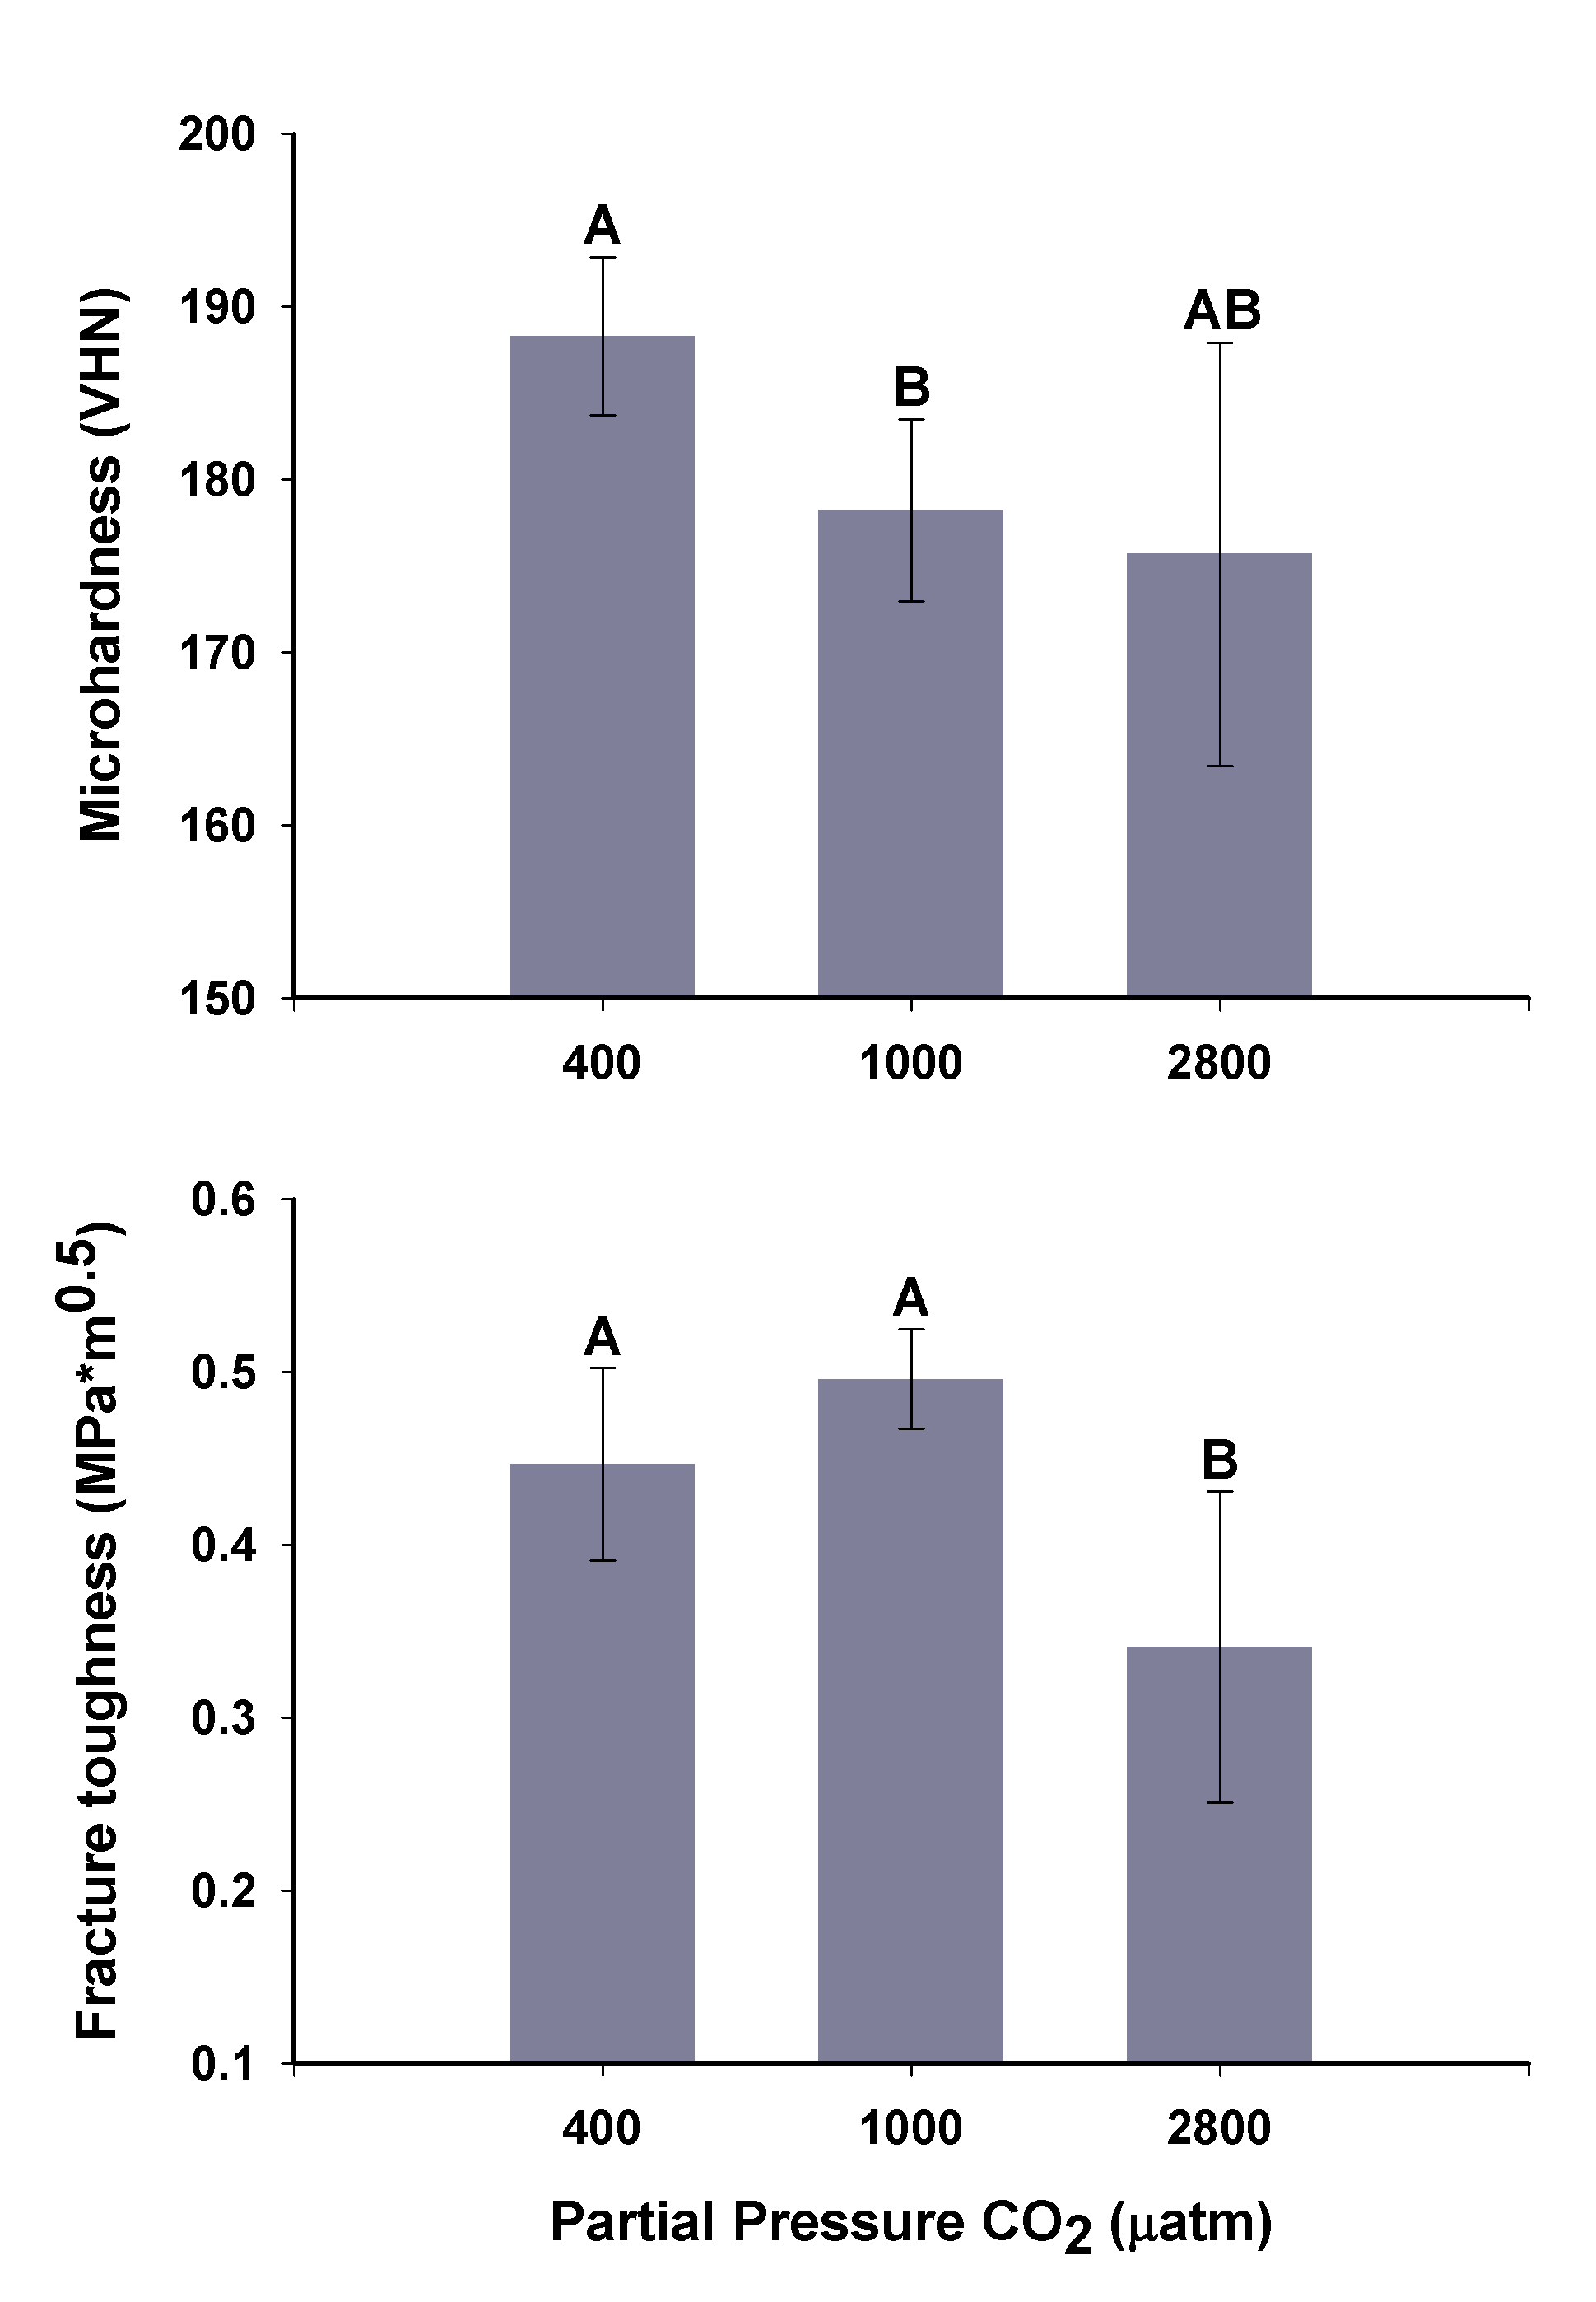 Microhardness (VHN)
200
190
180
170
160
150
A
B
AB
400 1000 2800
Fracture toughness (MPa*m0.5)
0.6
0.5
0.4
0.3
0.2
0.1
A
A
B
400 1000 2800
Partial Pressure CO2 (μatm)